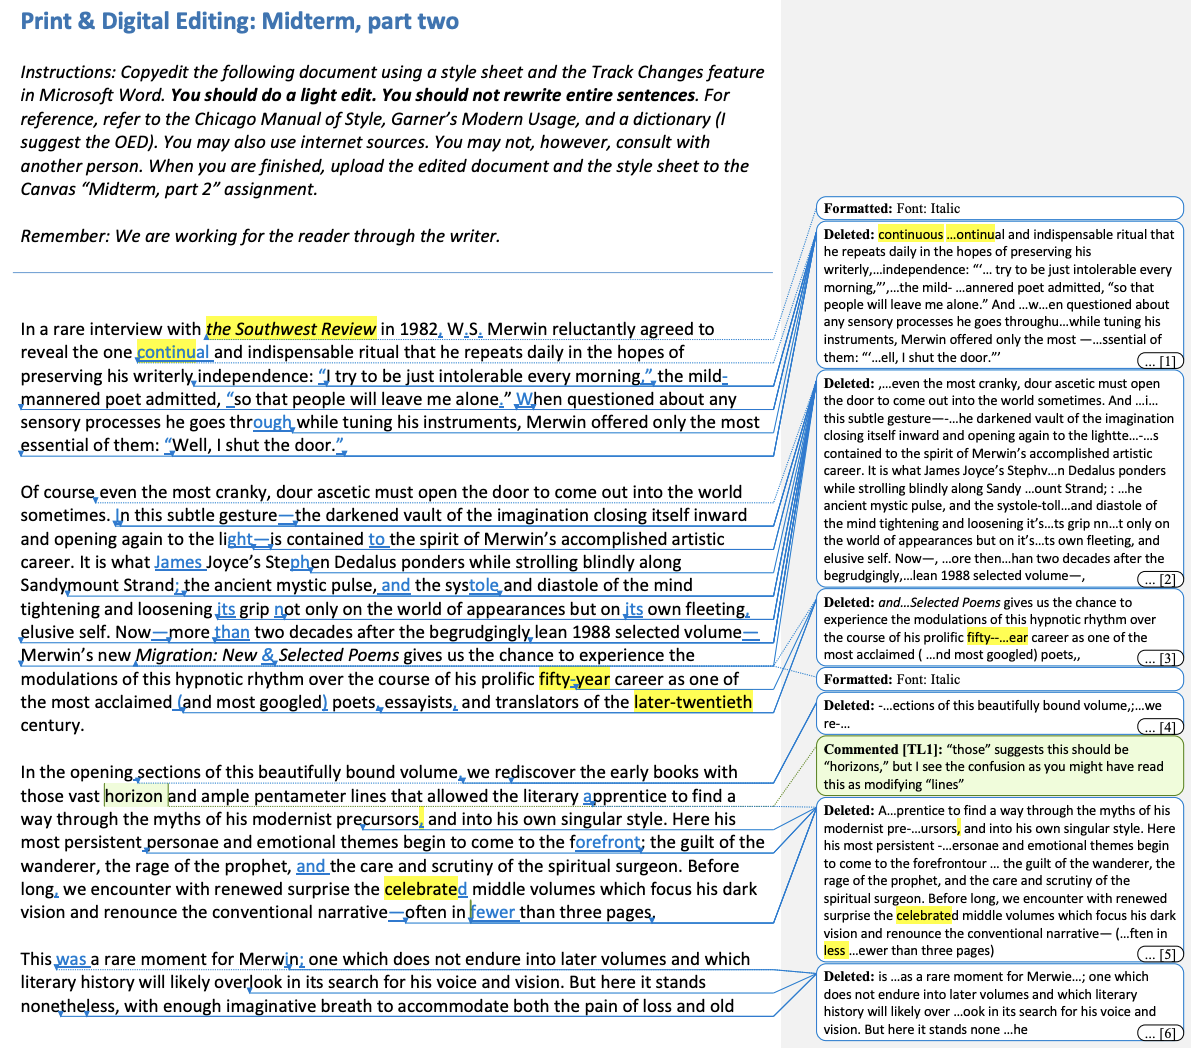 Print & Digital Editing: Midterm, part two
Instructions: Copyedit the following document using a style sheet and the Track Changes feature
in Microsoft Word. You should do a light edit. You should not rewrite entire sentences. For
reference, refer to the Chicago Manual of Style, Garner’s Modern Usage, and a dictionary (I
suggest the OED). You may also use internet sources. You may not, however, consult with
another person. When you are finished, upload the edited document and the style sheet to the
Canvas “Midterm, part 2” assignment.
Remember: We are working for the reader through the writer.
In a rare interview with the Southwest Review in 1982, W.S. Merwin reluctantly agreed to
reveal the one continual and indispensable ritual that he repeats daily in the hopes of
preserving his writerly independence: “I try to be just intolerable every morning,” the mild-
mannered poet admitted, “so that people will leave me alone.” When questioned about any
sensory processes he goes through while tuning his instruments, Merwin offered only the most
essential of them: “Well, I shut the door.”
Of course even the most cranky, dour ascetic must open the door to come out into the world
sometimes. In this subtle gesture—the darkened vault of the imagination closing itself inward
and opening again to the light—is contained to the spirit of Merwin’s accomplished artistic
career. It is what James Joyce’s Stephen Dedalus ponders while strolling blindly along
Sandymount Strand; the ancient mystic pulse, and the systole and diastole of the mind
tightening and loosening its grip not only on the world of appearances but on its own fleeting,
elusive self. Now—more than two decades after the begrudgingly lean 1988 selected volume—
Merwin’s new Migration: New & Selected Poems gives us the chance to experience the
modulations of this hypnotic rhythm over the course of his prolific fifty-year career as one of
the most acclaimed (and most googled) poets, essayists, and translators of the later-twentieth
century.
In the opening sections of this beautifully bound volume, we rediscover the early books with
those vast horizon and ample pentameter lines that allowed the literary apprentice to find a
way through the myths of his modernist precursors, and into his own singular style. Here his
most persistent personae and emotional themes begin to come to the forefront; the guilt of the
wanderer, the rage of the prophet, and the care and scrutiny of the spiritual surgeon. Before
long, we encounter with renewed surprise the celebrated middle volumes which focus his dark
vision and renounce the conventional narrative—often in fewer than three pages.
This was a rare moment for Merwin; one which does not endure into later volumes and which
literary history will likely overlook in its search for his voice and vision. But here it stands
nonetheless, with enough imaginative breath to accommodate both the pain of loss and old
Formatted: Font: Italic
Deleted: continuous ...ontinual and indispensable ritual that
he repeats daily in the hopes of preserving his
writerly,...independence: “‘... try to be just intolerable every
morning,”’,...the mild- ...annered poet admitted, “so that
people will leave me alone.” And ...w...en questioned about
any sensory processes he goes throughu...while tuning his
instruments, Merwin offered only the most —...ssential of
them: “‘...ell, I shut the door.”’
... [1]
Deleted: ,...even the most cranky, dour ascetic must open
the door to come out into the world sometimes. And ...i...
this subtle gesture—-...he darkened vault of the imagination
closing itself inward and opening again to the lightte...-...s
contained to the spirit of Merwin’s accomplished artistic
career. It is what James Joyce’s Stephv...n Dedalus ponders
while strolling blindly along Sandy ...ount Strand; : ...he
ancient mystic pulse, and the systole-toll...and diastole of
the mind tightening and loosening it’s...ts grip nn...t only on
the world of appearances but on it’s...ts own fleeting, and
elusive self. Now—, ...ore then...han two decades after the
begrudgingly,...lean 1988 selected volume—,
... [2]
Deleted: and...Selected Poems gives us the chance to
experience the modulations of this hypnotic rhythm over
the course of his prolific fifty--...ear career as one of the
most acclaimed ( ...nd most googled) poets,,
... [3]
Formatted: Font: Italic
Deleted: -...ections of this beautifully bound volume,;...we
re-...
... [4]
Commented [TL1]: “those” suggests this should be
“horizons,” but I see the confusion as you might have read
this as modifying “lines”
Deleted: A...prentice to find a way through the myths of his
modernist pre-...ursors, and into his own singular style. Here
his most persistent -...ersonae and emotional themes begin
to come to the forefrontour ... the guilt of the wanderer, the
rage of the prophet, and the care and scrutiny of the
spiritual surgeon. Before long, we encounter with renewed
surprise the celebrated middle volumes which focus his dark
vision and renounce the conventional narrative— (...ften in
less ...ewer than three pages)
... [5]
Deleted: is ...as a rare moment for Merwie...; one which
does not endure into later volumes and which literary
history will likely over ...ook in its search for his voice and
vision. But here it stands none ...he
... [6]